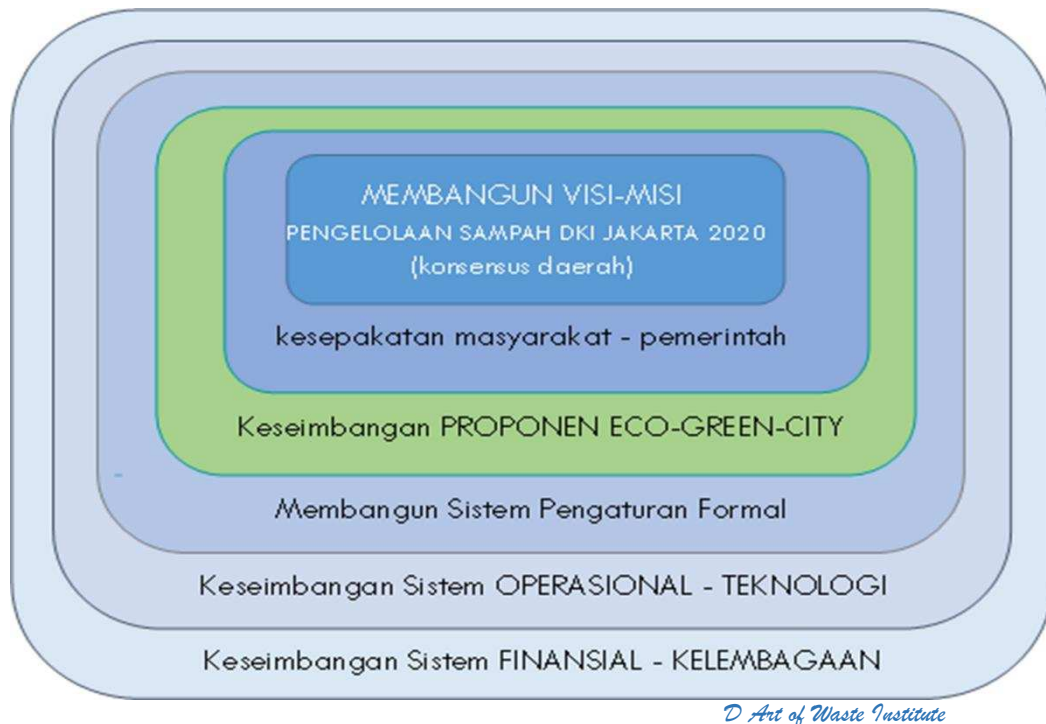 MEMBANGUN VISI-MISI
PENGELOLAAN SAMPAH DKI JAKARTA 2020
(konsensus daerah)
kesepakatan masyarakat - pemerintah
Keseimbangan PROPONEN ECO-GREEN-CITY
Membangun Sistem Pengaturan Formal
Keseimbangan Sistem OPERASIONAL - TEKNOLOGI
Keseimbangan Sistem FINANSIAL - KELEMBAGAAN
D Art of Waste Institute